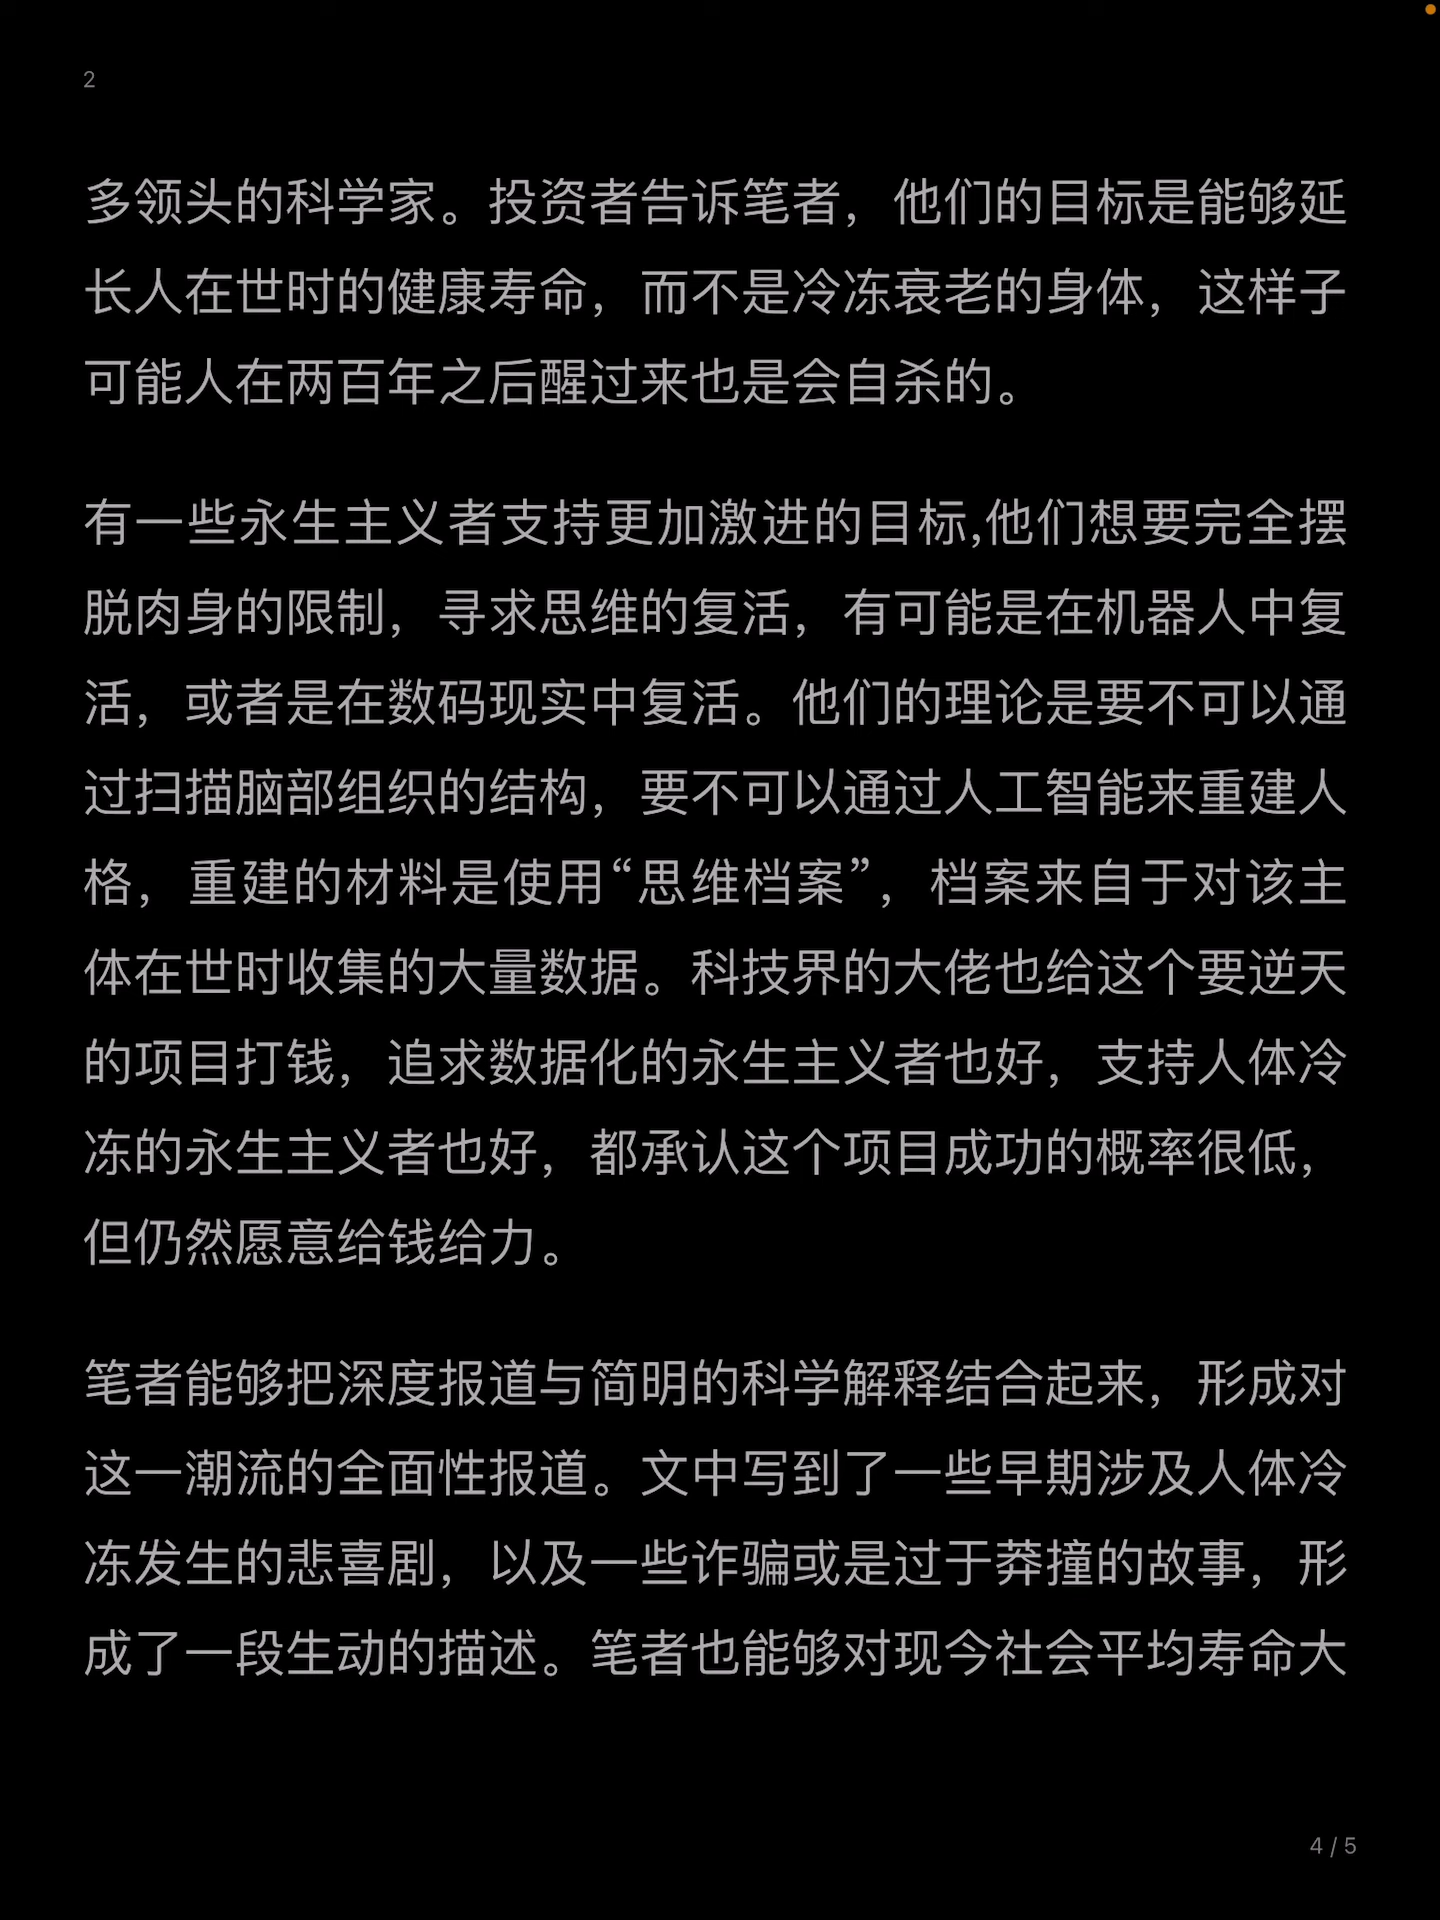 2
多领头的科学家。投资者告诉笔者，他们的目标是能够延
长人在世时的健康寿命，而不是冷冻衰老的身体，这样子
可能人在两百年之后醒过来也是会自杀的。
有一些永生主义者支持更加激进的目标,他们想要完全摆
脱肉身的限制，寻求思维的复活，有可能是在机器人中复
活，或者是在数码现实中复活。他们的理论是要不可以通
过扫描脑部组织的结构，要不可以通过人工智能来重建人
格，重建的材料是使用“思维档案”，档案来自于对该主
体在世时收集的大量数据。科技界的大佬也给这个要逆天
的项目打钱，追求数据化的永生主义者也好，支持人体冷
冻的永生主义者也好，都承认这个项目成功的概率很低，
但仍然愿意给钱给力。
笔者能够把深度报道与简明的科学解释结合起来，形成对
这一潮流的全面性报道。文中写到了一些早期涉及人体冷
冻发生的悲喜剧，以及一些诈骗或是过于莽撞的故事，形
成了一段生动的描述。笔者也能够对现今社会平均寿命大
4 / 5